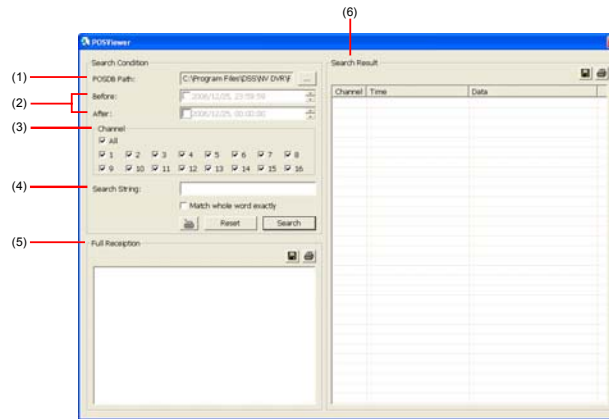 (6)
POSViewer
Search Condition
Search Result
(1)
POSDB Path:
C:\Program Files\DSS\NV DVR\F
...
(2)
Before:
2006/12/25, 23:59:59
After:
2006/12/25, 00:00:00
Channel Time Data
(3)
Channel
All
1 2 3 4 5 6 7 8
9 10 11 12 13 14 15 16
(4)
Search String:
Match whole word exactly
Reset Search
(5)
Full Reception